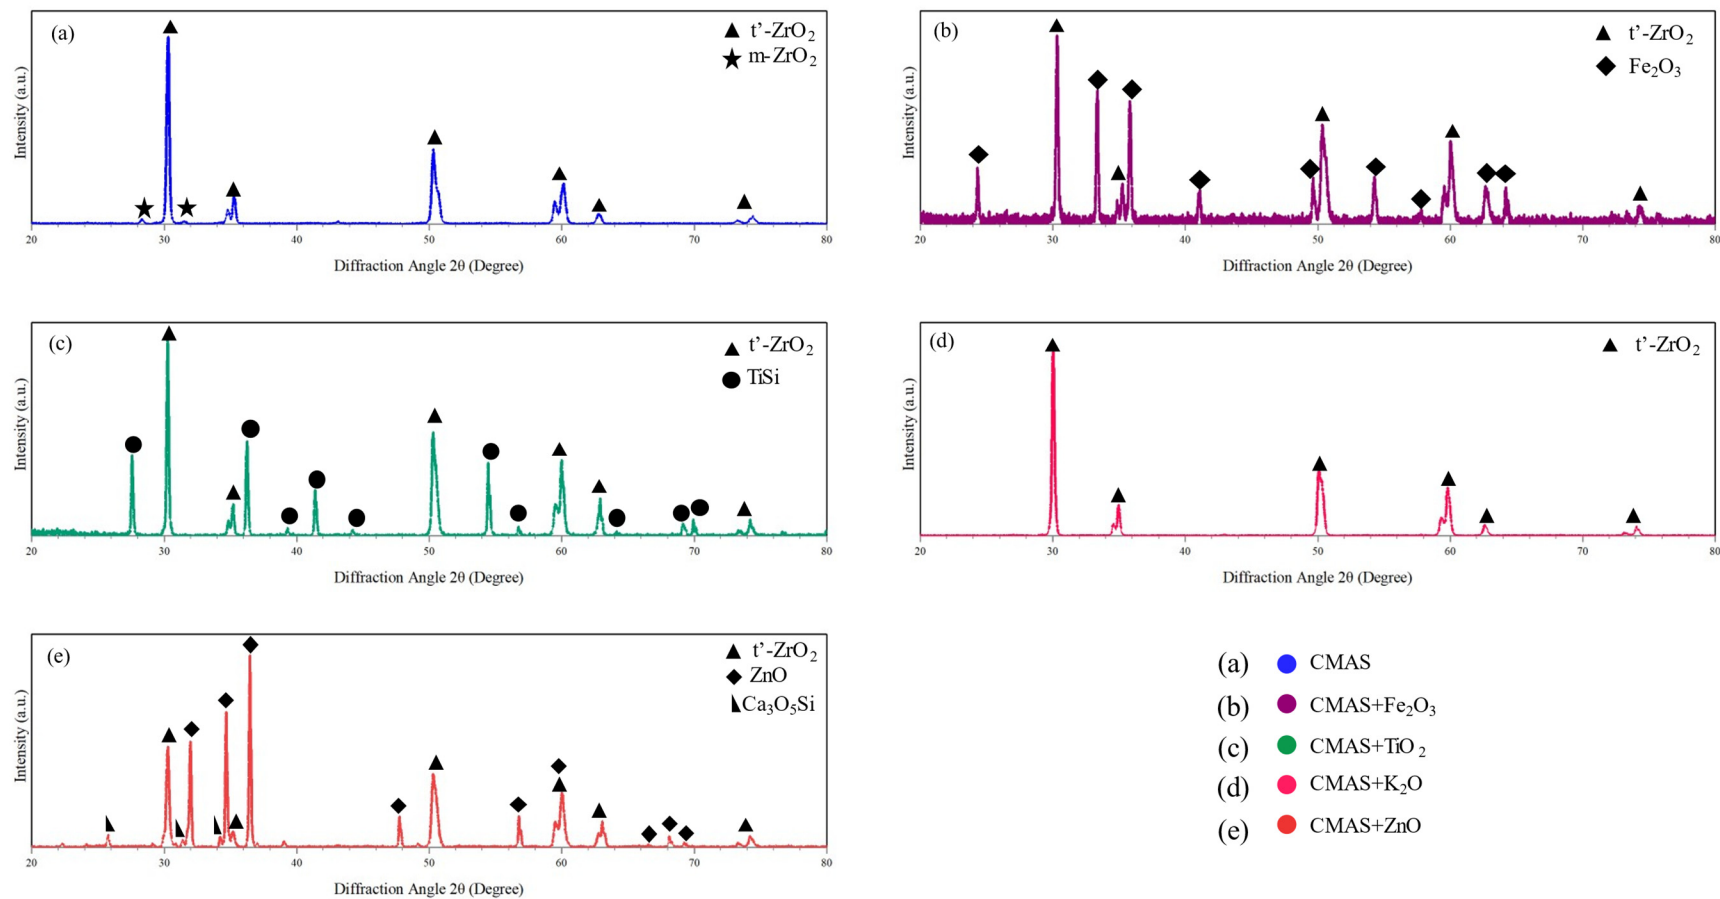 (a)
t’-ZrO₂
m-ZrO₂
Intensity (a.u.)
20 30 40 50 60 70 80
Diffraction Angle 2θ (Degree)
(b)
t’-ZrO₂
Fe₂O₃
Intensity (a.u.)
20 30 40 50 60 70 80
Diffraction Angle 2θ (Degree)
(c)
t’-ZrO₂
TiSi
Intensity (a.u.)
20 30 40 50 60 70 80
Diffraction Angle 2θ (Degree)
(d)
t’-ZrO₂
Intensity (a.u.)
20 30 40 50 60 70 80
Diffraction Angle 2θ (Degree)
(e)
t’-ZrO₂
ZnO
Ca₃O₅Si
Intensity (a.u.)
20 30 40 50 60 70 80
Diffraction Angle 2θ (Degree)
(a) CMAS
(b) CMAS+Fe₂O₃
(c) CMAS+TiO₂
(d) CMAS+K₂O
(e) CMAS+ZnO